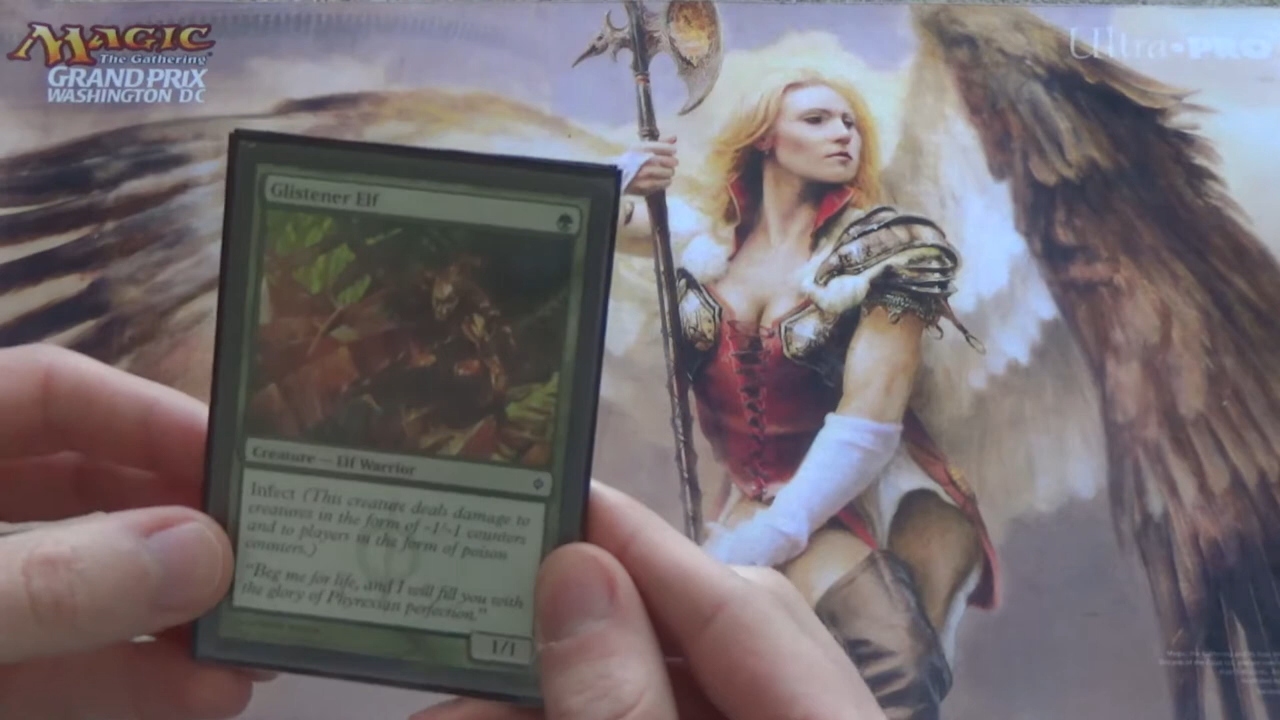 MAGIC
The Gathering
GRAND PRIX
WASHINGTON DC
Ultra•PRO
Glistener Elf
Creature — Elf Warrior
Infect (This creature deals damage to
creatures in the form of -1/-1 counters
and to players in the form of poison
counters.)
"Beg me for life, and I will fill you with
the glory of Phyrexian perfection."
1/1